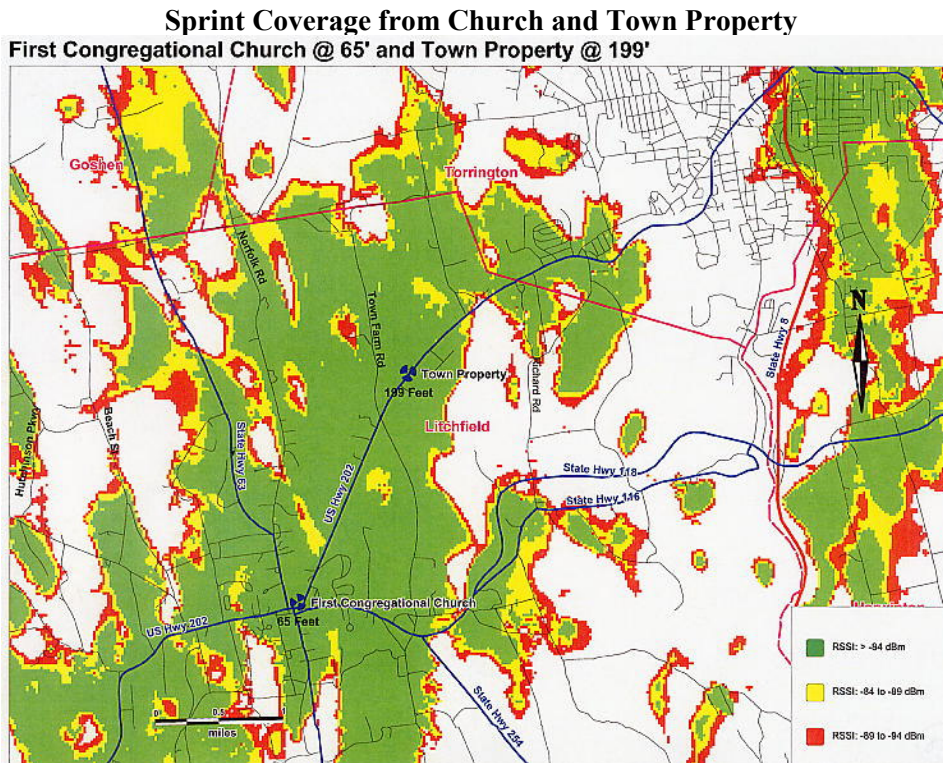 Sprint Coverage from Church and Town Property
First Congregational Church @ 65' and Town Property @ 199'
Goshen
Torrington
Norfolk Rd
Town Farm Rd
N
State Hwy 8
Town Property
199 Feet
Richard Rd
Litchfield
Hutchinson Pkwy
Beach St
State Hwy 63
US Hwy 202
State Hwy 118
State Hwy 116
First Congregational Church
65 Feet
US Hwy 202
State Hwy 254
0
0.5
1
miles
RSSI: > -84 dBm
RSSI: -84 to -89 dBm
RSSI: -89 to -94 dBm